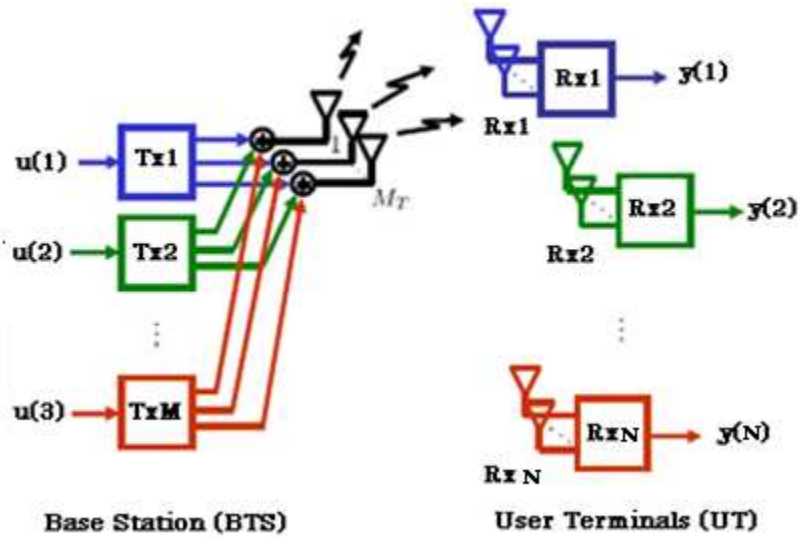 u(1)
Tx1
u(2)
Tx2
u(3)
TxM
1
M_T
Rx1
y(1)
Rx1
Rx2
y(2)
Rx2
RxN
y(N)
Rx N
Base Station (BTS)
User Terminals (UT)